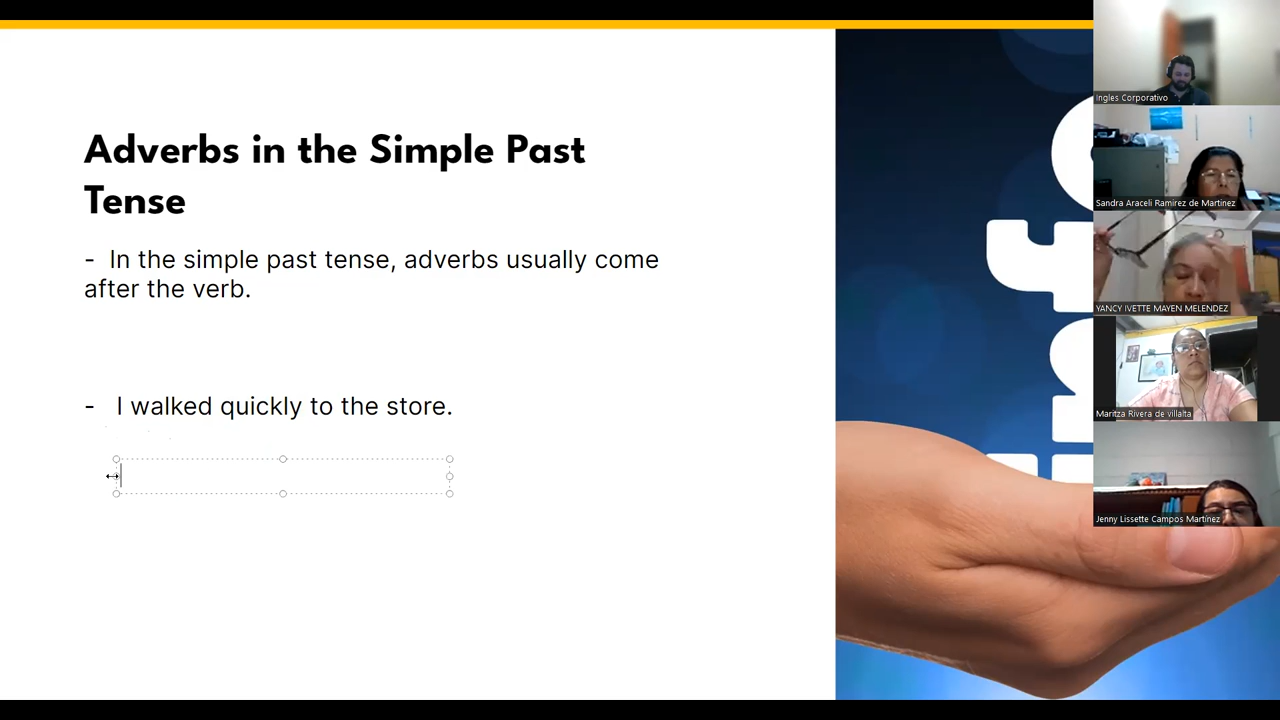 Adverbs in the Simple Past
Tense
- In the simple past tense, adverbs usually come
after the verb.
- I walked quickly to the store.
Ingles Corporativo
Sandra Araceli Ramirez de Martinez
YANCY IVETTE MAYEN MELENDEZ
Maritza Rivera de villalta
Jenny Lissette Campos Martínez